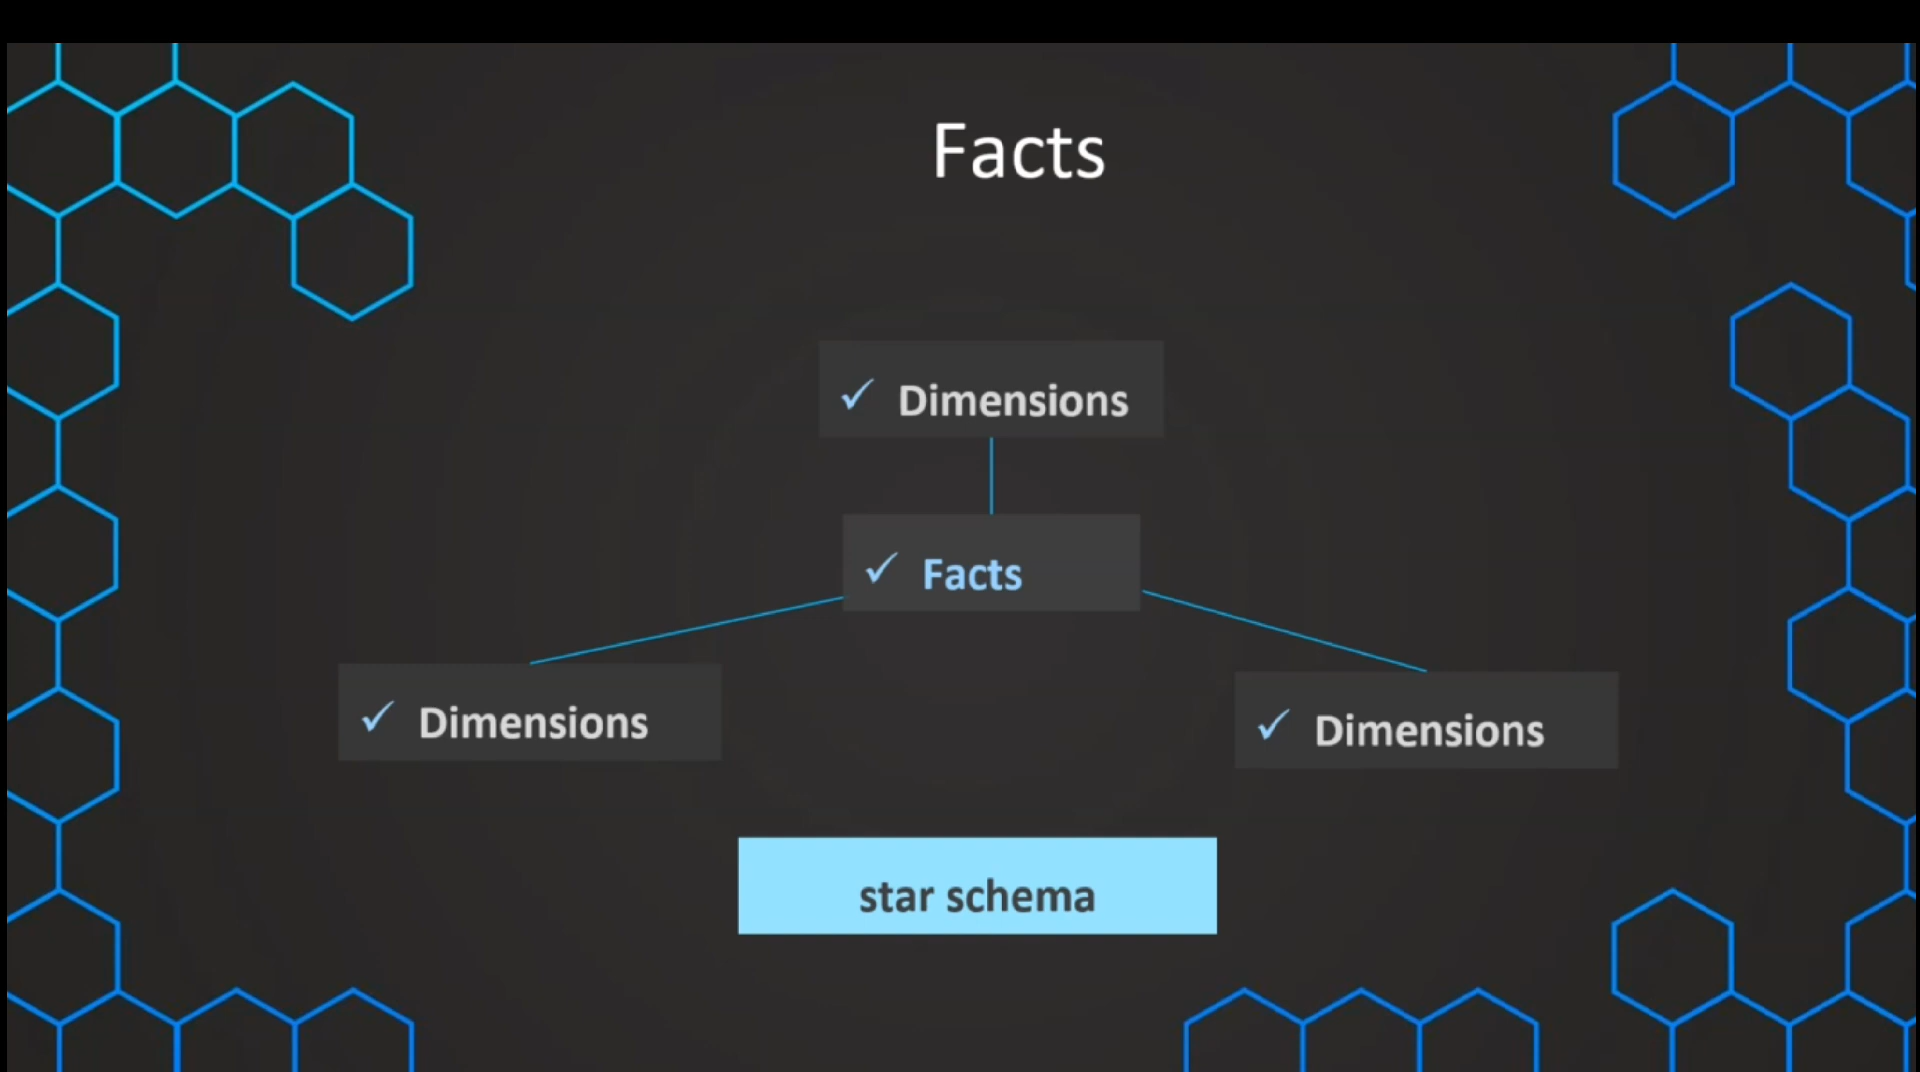 Facts
✓ Dimensions
✓ Facts
✓ Dimensions
✓ Dimensions
star schema